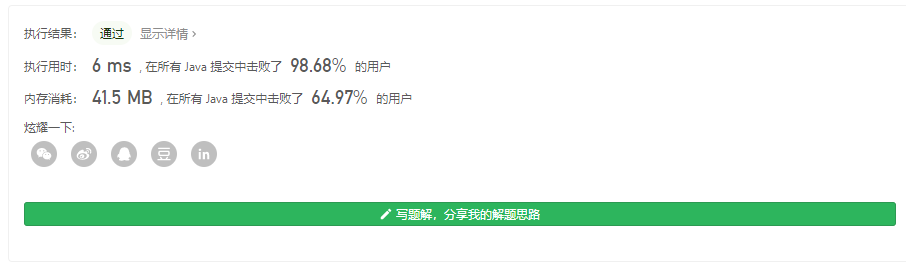 执行结果： 通过 显示详情 ›
执行用时： 6 ms , 在所有 Java 提交中击败了 98.68% 的用户
内存消耗： 41.5 MB , 在所有 Java 提交中击败了 64.97% 的用户
炫耀一下:
豆 in
写题解，分享我的解题思路